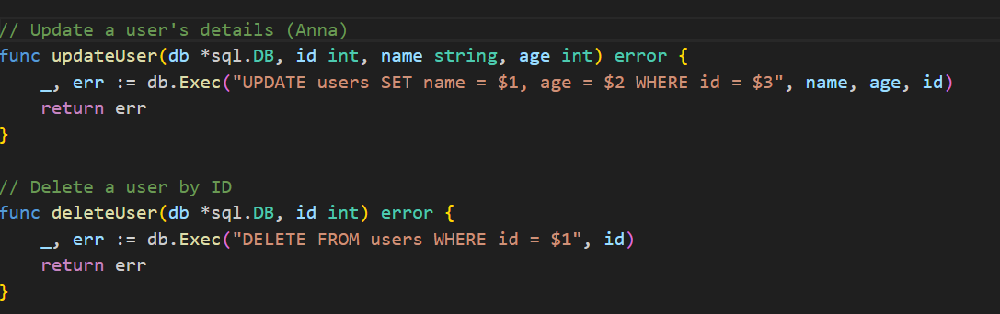 // Update a user's details (Anna)
func updateUser(db *sql.DB, id int, name string, age int) error {
    _, err := db.Exec("UPDATE users SET name = $1, age = $2 WHERE id = $3", name, age, id)
    return err
}

// Delete a user by ID
func deleteUser(db *sql.DB, id int) error {
    _, err := db.Exec("DELETE FROM users WHERE id = $1", id)
    return err
}